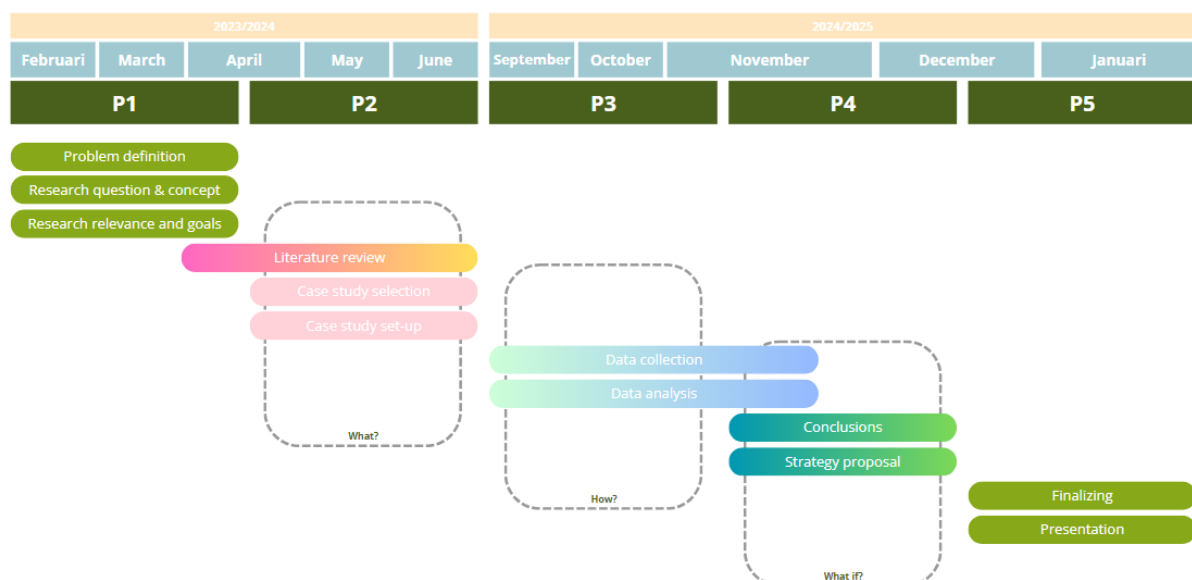 2023/2024
2024/2025
Februari
March
April
May
June
September
October
November
December
Januari
P1
P2
P3
P4
P5
Problem definition
Research question & concept
Research relevance and goals
Literature review
Case study selection
Case study set-up
Data collection
Data analysis
Conclusions
What?
Strategy proposal
Finalizing
How?
Presentation
What if?